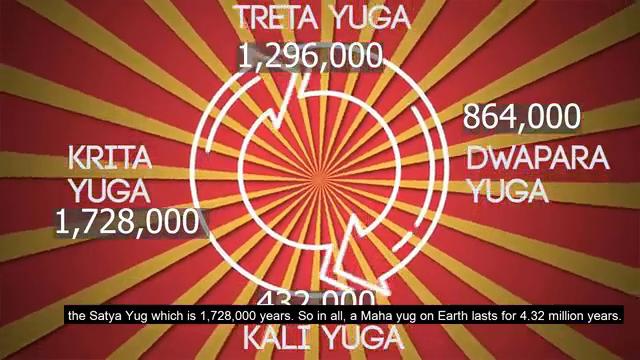 TRETA YUGA
1,296,000
864,000
DWAPARA
YUGA
KRITA
YUGA
1,728,000
432,000
the Satya Yug which is 1,728,000 years. So in all, a Maha yug on Earth lasts for 4.32 million years.
KALI YUGA